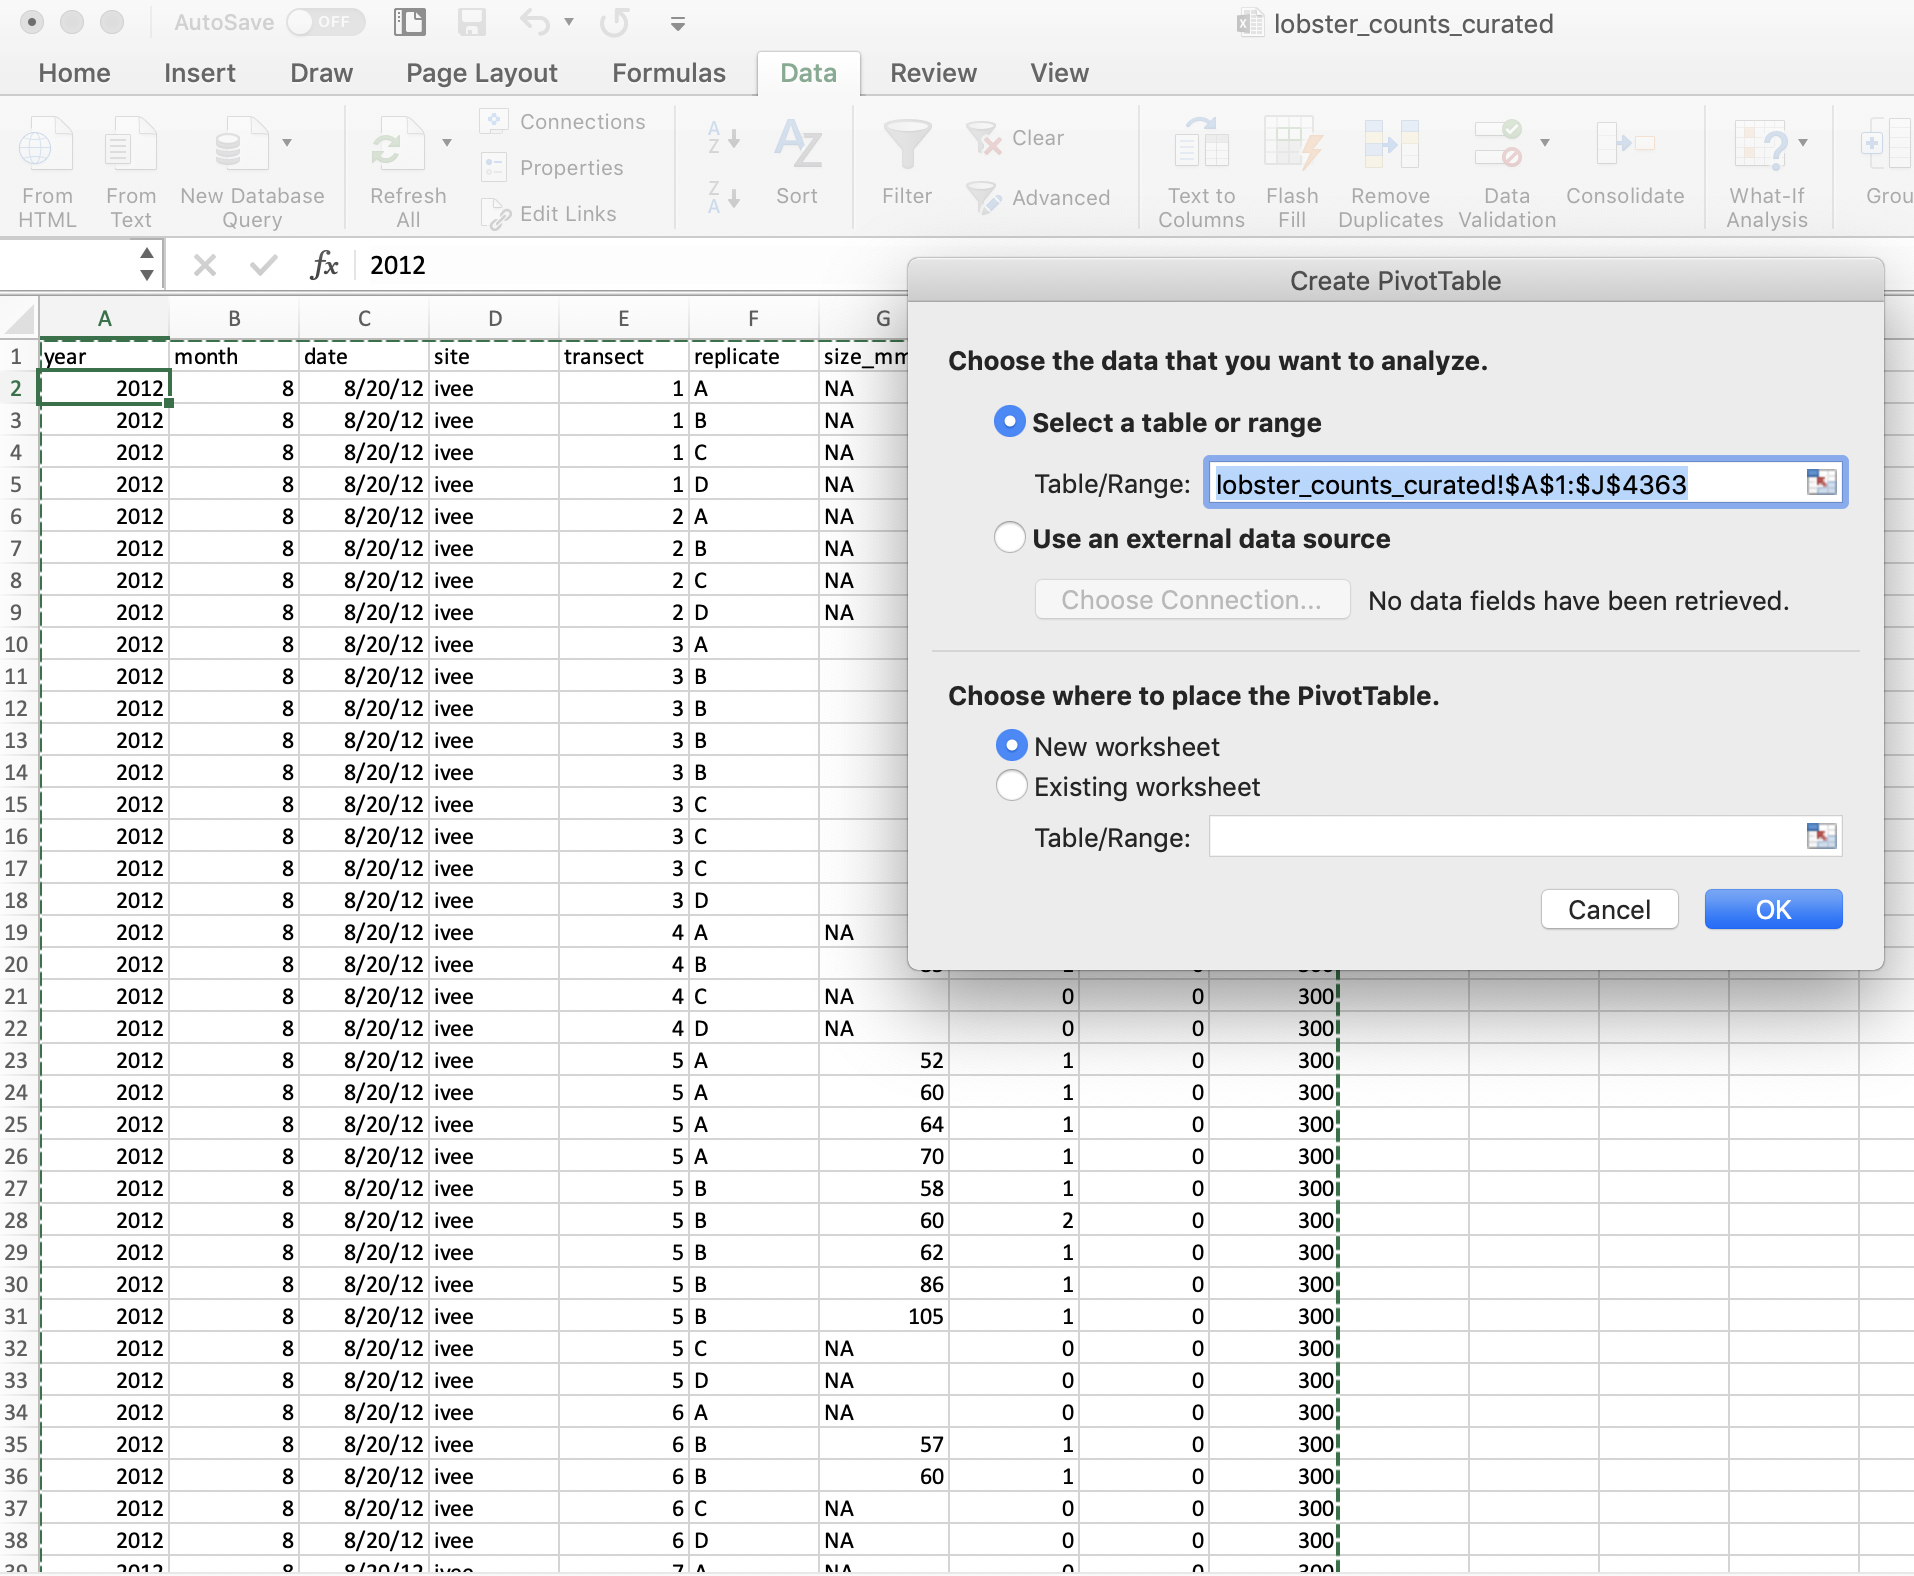 AutoSave OFF lobster_counts_curated
Home Insert Draw Page Layout Formulas Data Review View
From HTML From Text New Database Query Refresh All Connections Properties Edit Links A Z Z A Sort Filter Clear Advanced Text to Columns Flash Fill Remove Duplicates Data Validation Consolidate What-If Analysis Grou
fx 2012
A B C D E F G
1 year month date site transect replicate size_mm
2 2012 8 8/20/12 ivee 1 A NA
3 2012 8 8/20/12 ivee 1 B NA
4 2012 8 8/20/12 ivee 1 C NA
5 2012 8 8/20/12 ivee 1 D NA
6 2012 8 8/20/12 ivee 2 A NA
7 2012 8 8/20/12 ivee 2 B NA
8 2012 8 8/20/12 ivee 2 C NA
9 2012 8 8/20/12 ivee 2 D NA
10 2012 8 8/20/12 ivee 3 A
11 2012 8 8/20/12 ivee 3 B
12 2012 8 8/20/12 ivee 3 B
13 2012 8 8/20/12 ivee 3 B
14 2012 8 8/20/12 ivee 3 B
15 2012 8 8/20/12 ivee 3 C
16 2012 8 8/20/12 ivee 3 C
17 2012 8 8/20/12 ivee 3 C
18 2012 8 8/20/12 ivee 3 D
19 2012 8 8/20/12 ivee 4 A NA
20 2012 8 8/20/12 ivee 4 B
21 2012 8 8/20/12 ivee 4 C NA 0 0 300
22 2012 8 8/20/12 ivee 4 D NA 0 0 300
23 2012 8 8/20/12 ivee 5 A 52 1 0 300
24 2012 8 8/20/12 ivee 5 A 60 1 0 300
25 2012 8 8/20/12 ivee 5 A 64 1 0 300
26 2012 8 8/20/12 ivee 5 A 70 1 0 300
27 2012 8 8/20/12 ivee 5 B 58 1 0 300
28 2012 8 8/20/12 ivee 5 B 60 2 0 300
29 2012 8 8/20/12 ivee 5 B 62 1 0 300
30 2012 8 8/20/12 ivee 5 B 86 1 0 300
31 2012 8 8/20/12 ivee 5 B 105 1 0 300
32 2012 8 8/20/12 ivee 5 C NA 0 0 300
33 2012 8 8/20/12 ivee 5 D NA 0 0 300
34 2012 8 8/20/12 ivee 6 A NA 0 0 300
35 2012 8 8/20/12 ivee 6 B 57 1 0 300
36 2012 8 8/20/12 ivee 6 B 60 1 0 300
37 2012 8 8/20/12 ivee 6 C NA 0 0 300
38 2012 8 8/20/12 ivee 6 D NA 0 0 300
Create PivotTable
Choose the data that you want to analyze.
Select a table or range
Table/Range: lobster_counts_curated!$A$1:$J$4363
Use an external data source
Choose Connection... No data fields have been retrieved.
Choose where to place the PivotTable.
New worksheet
Existing worksheet
Table/Range:
Cancel OK